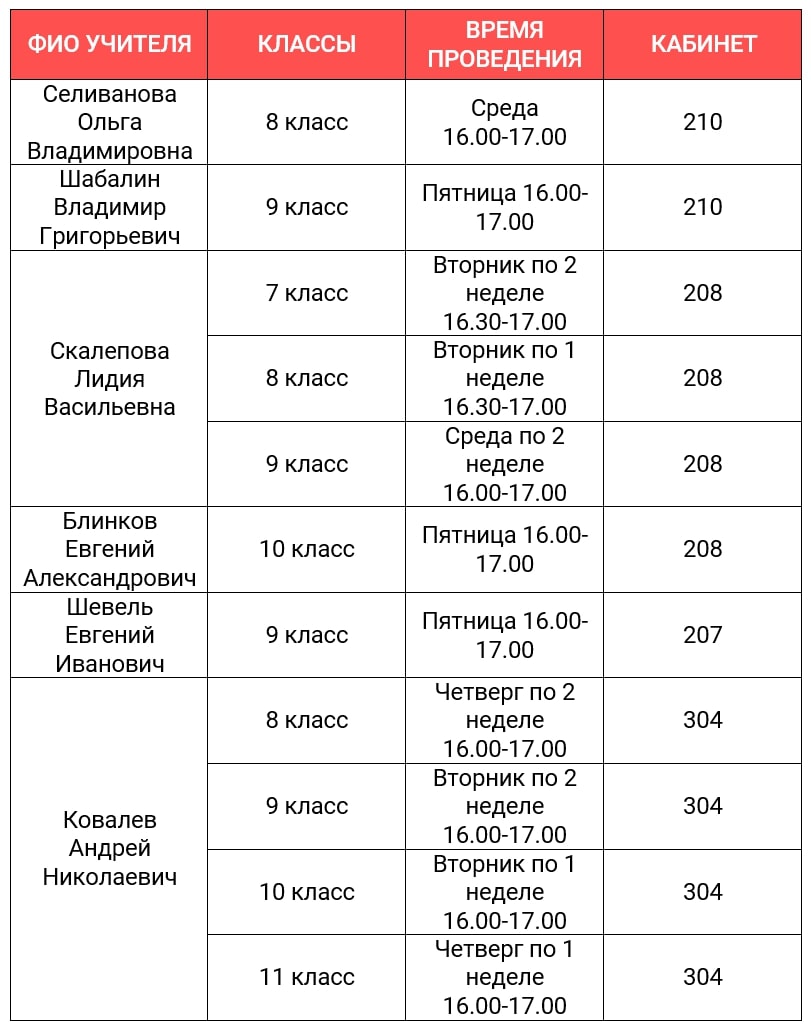 ФИО УЧИТЕЛЯ
КЛАССЫ
ВРЕМЯ
ПРОВЕДЕНИЯ
КАБИНЕТ
Селиванова
Ольга
Владимировна
8 класс
Среда
16.00-17.00
210
Шабалин
Владимир
Григорьевич
9 класс
Пятница 16.00-
17.00
210
Скалепова
Лидия
Васильевна
7 класс
Вторник по 2
неделе
16.30-17.00
208
8 класс
Вторник по 1
неделе
16.30-17.00
208
9 класс
Среда по 2
неделе
16.00-17.00
208
Блинков
Евгений
Александрович
10 класс
Пятница 16.00-
17.00
208
Шевель
Евгений
Иванович
9 класс
Пятница 16.00-
17.00
207
Ковалев
Андрей
Николаевич
8 класс
Четверг по 2
неделе
16.00-17.00
304
9 класс
Вторник по 2
неделе
16.00-17.00
304
10 класс
Вторник по 1
неделе
16.00-17.00
304
11 класс
Четверг по 1
неделе
16.00-17.00
304